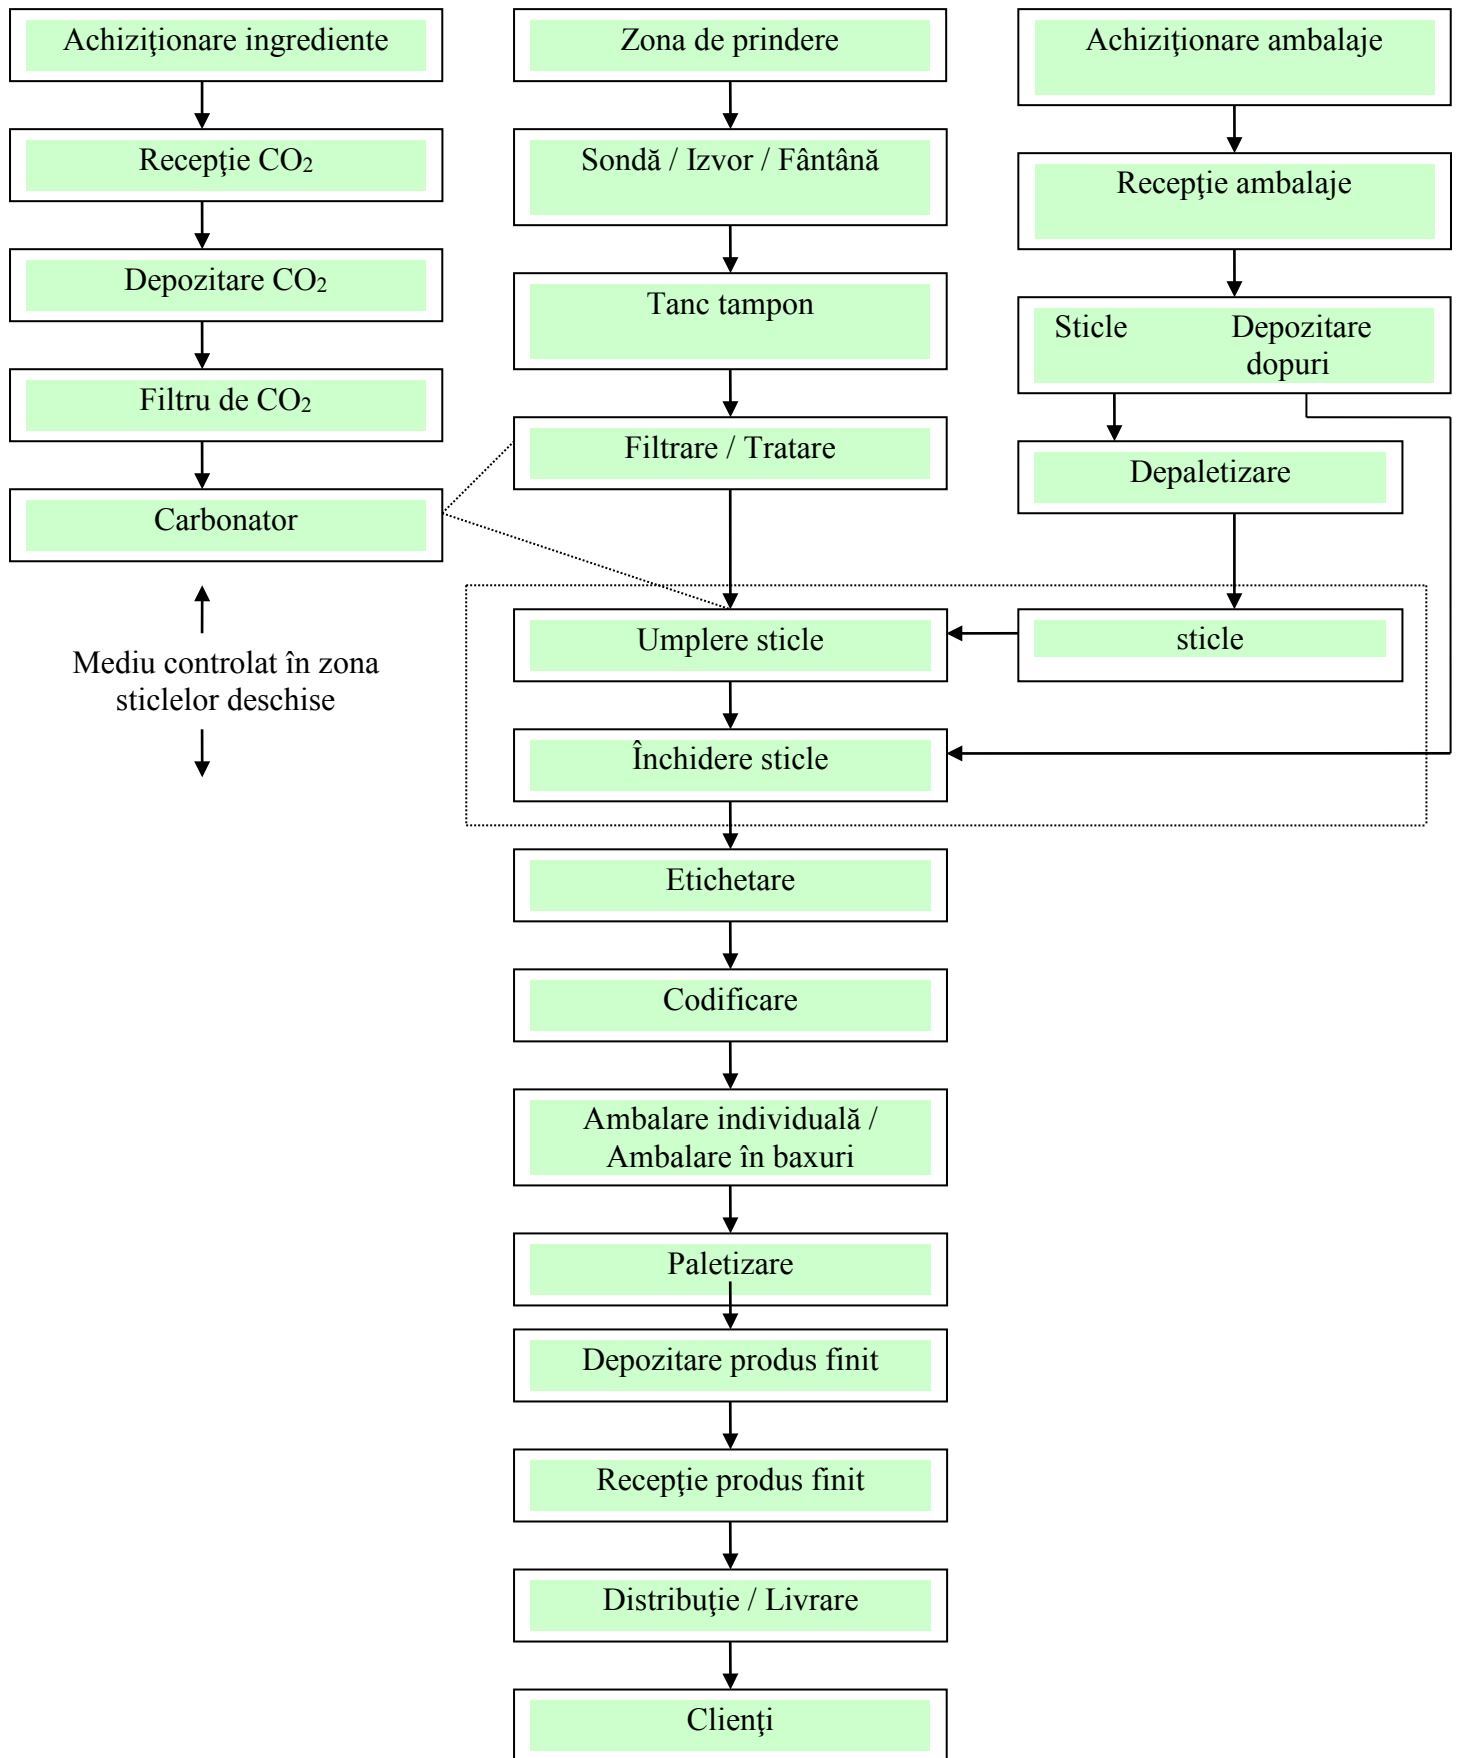 Achiziţionare ingrediente
Recepţie CO₂
Depozitare CO₂
Filtru de CO₂
Carbonator
Mediu controlat în zona
sticlelor deschise
Zona de prindere
Sondă / Izvor / Fântână
Tanc tampon
Filtrare / Tratare
Achiziţionare ambalaje
Recepţie ambalaje
Sticle Depozitare
dopuri
Depaletizare
sticle
Umplere sticle
Închidere sticle
Etichetare
Codificare
Ambalare individuală /
Ambalare în baxuri
Paletizare
Depozitare produs finit
Recepţie produs finit
Distribuţie / Livrare
Clienţi